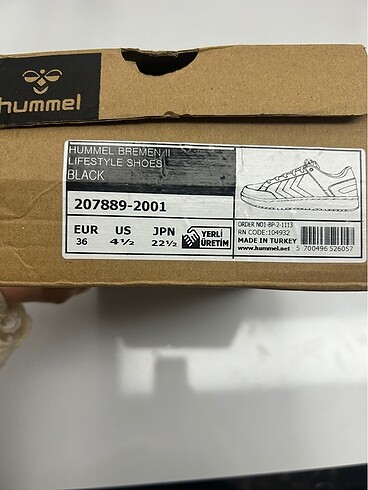 hummel
HUMMEL BREMEN II
LIFESTYLE SHOES
BLACK
207889-2001
EUR US JPN
36 4½ 22½
YERLİ
ÜRETİM
ORDER NO1-BP-2-1113
RN CODE:104932
MADE IN TURKEY
www.hummel.net
5 700496 526057